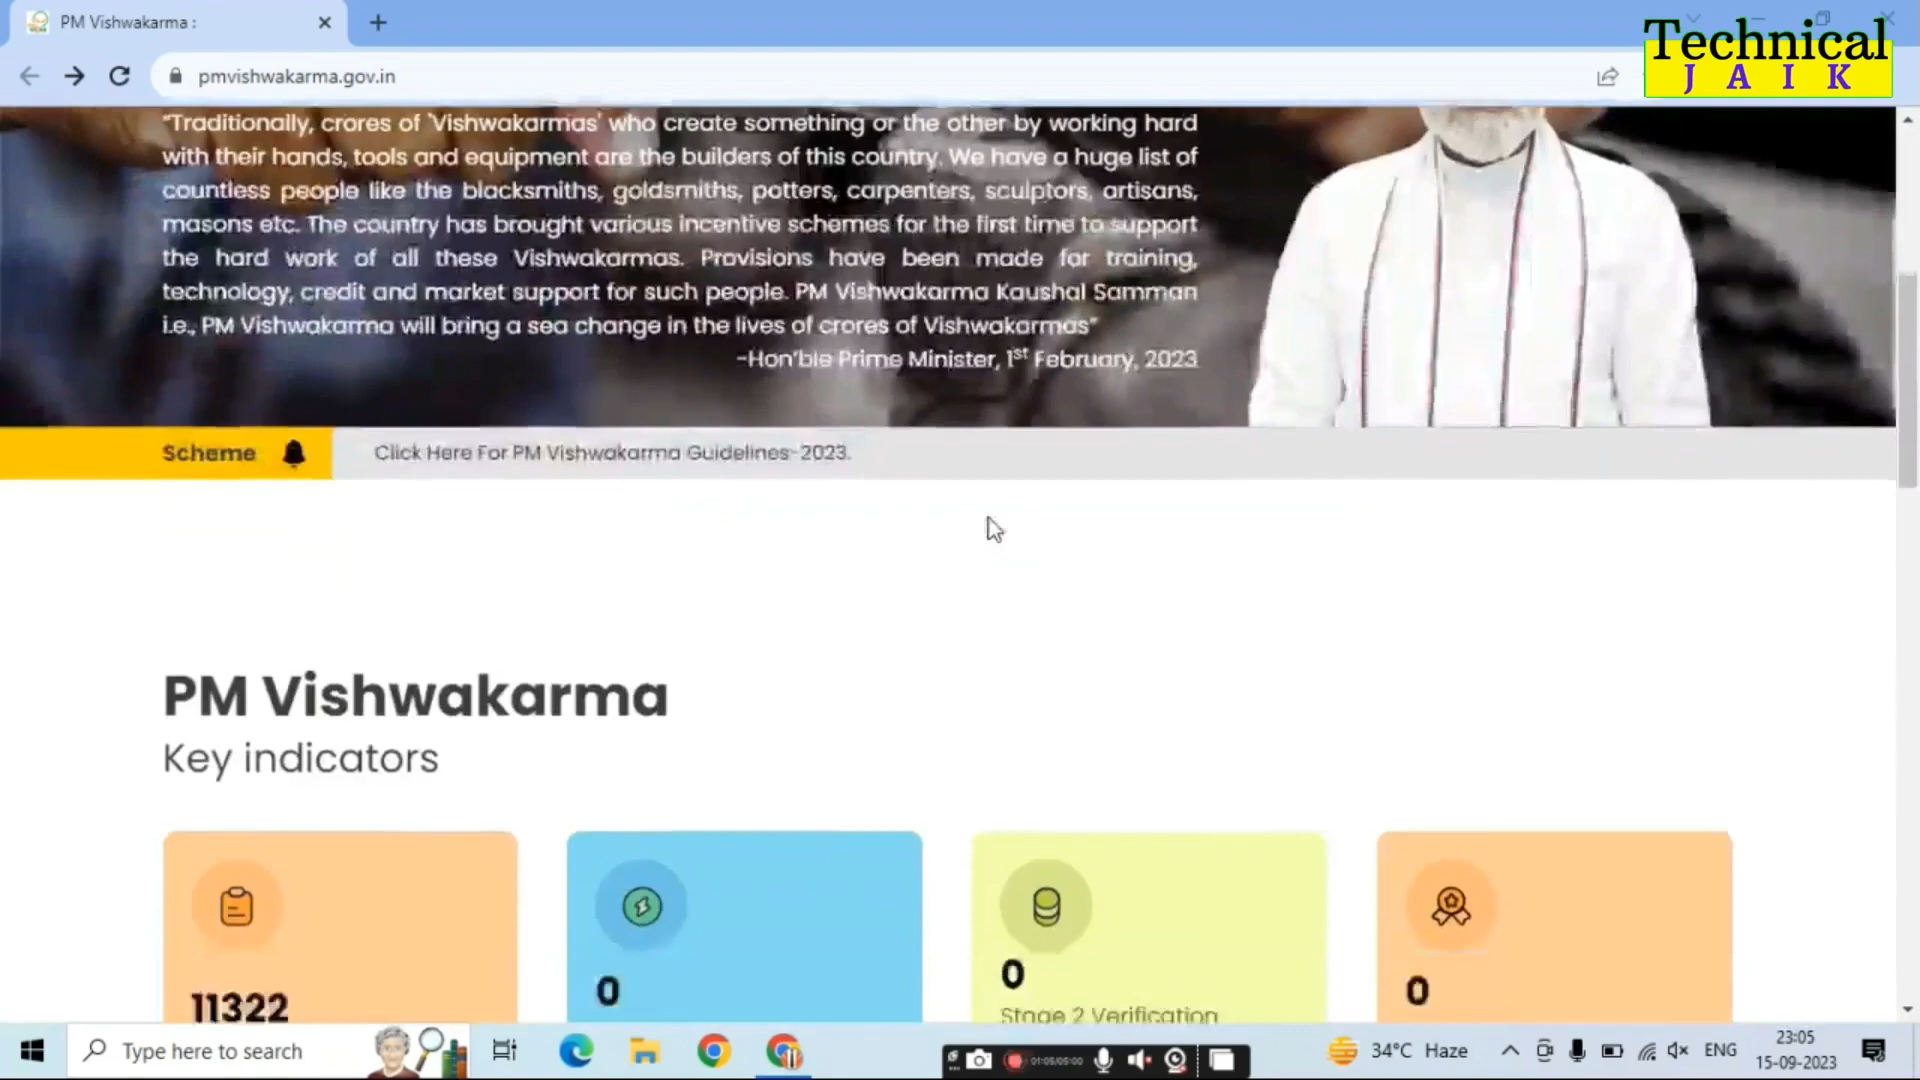 PM Vishwakarma :
Technical
JAIK
pmvishwakarma.gov.in
"Traditionally, crores of 'Vishwakarmas' who create something or the other by working hard
with their hands, tools and equipment are the builders of this country. We have a huge list of
countless people like the blacksmiths, goldsmiths, potters, carpenters, sculptors, artisans,
masons etc. The country has brought various incentive schemes for the first time to support
the hard work of all these Vishwakarmas. Provisions have been made for training,
technology, credit and market support for such people. PM Vishwakarma Kaushal Samman
i.e., PM Vishwakarma will bring a sea change in the lives of crores of Vishwakarmas"
-Hon'ble Prime Minister, 1st February, 2023
Scheme
Click Here For PM Vishwakarma Guidelines-2023.
PM Vishwakarma
Key indicators
11322
0
0
Stage 2 Verification
0
Type here to search
01:05/05:00
34°C Haze
ENG
23:05
15-09-2023